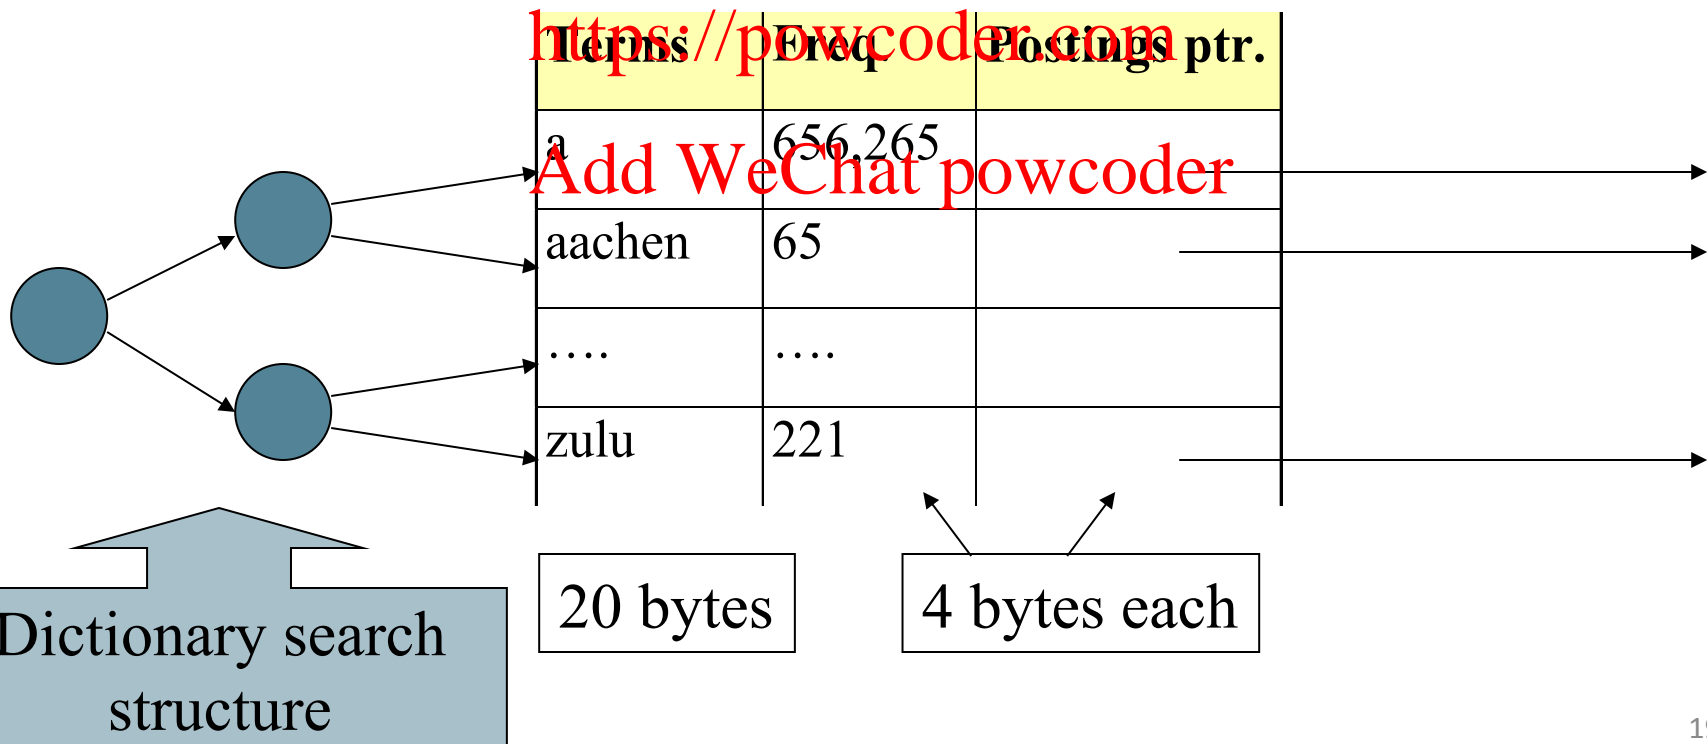 https://powcoder.com
Terms Freq. Postings ptr.
a 656,265
Add WeChat powcoder
aachen 65
…. ….
zulu 221
20 bytes 4 bytes each
Dictionary search
structure